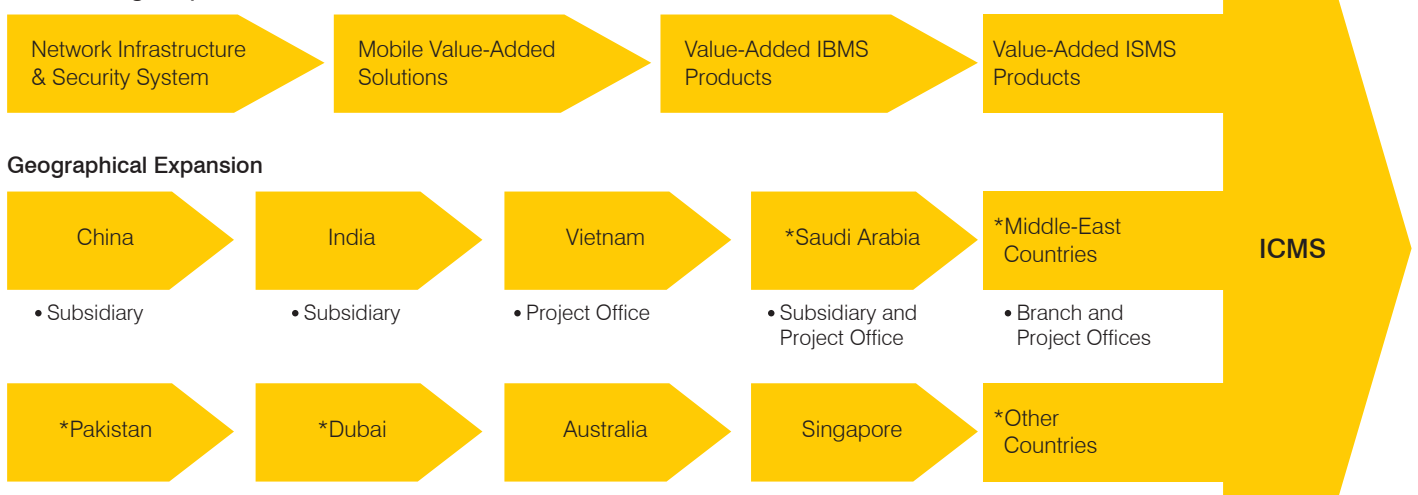 Network Infrastructure
& Security System
Mobile Value-Added
Solutions
Value-Added IBMS
Products
Value-Added ISMS
Products
Geographical Expansion
China
India
Vietnam
*Saudi Arabia
*Middle-East
Countries
ICMS
• Subsidiary
• Subsidiary
• Project Office
• Subsidiary and
Project Office
• Branch and
Project Offices
*Pakistan
*Dubai
Australia
Singapore
*Other
Countries